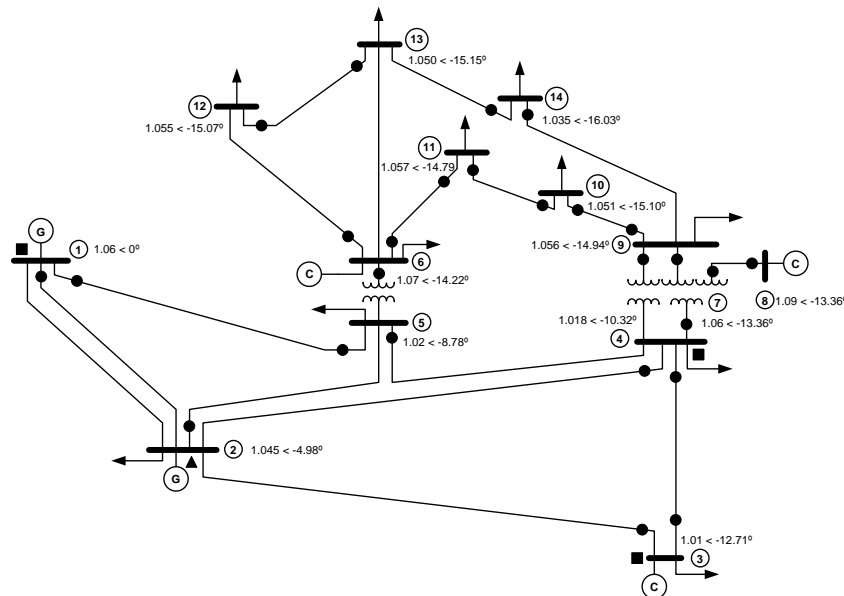 13
1.050 < -15.15º
12
1.055 < -15.07º
14
1.035 < -16.03º
11
1.057 < -14.79
10
1.051 < -15.10º
G
1
1.06 < 0º
1.056 < -14.94º
9
C
6
1.07 < -14.22º
C
7
8
1.09 < -13.36º
1.018 < -10.32º
1.06 < -13.36º
5
1.02 < -8.78º
4
2
1.045 < -4.98º
G
1.01 < -12.71º
3
C